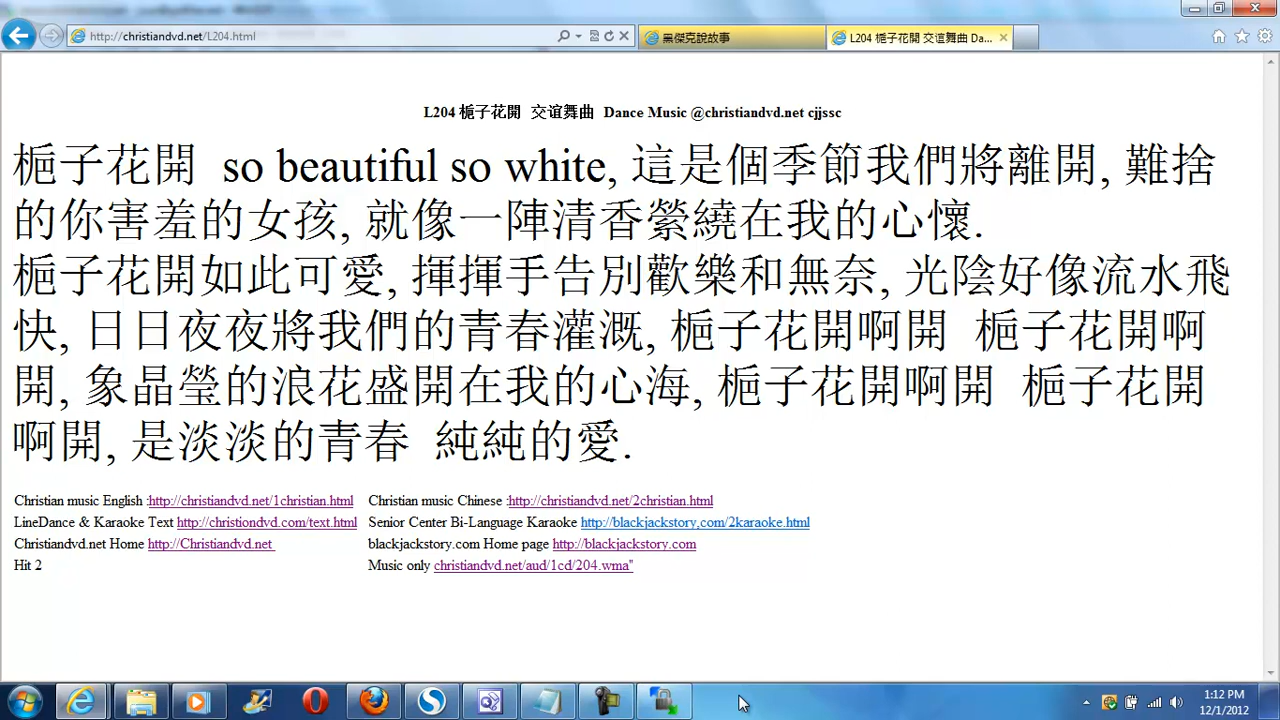 http://christiandvd.net/L204.html
黑傑克說故事
L204 梔子花開 交誼舞曲 Da...
L204 梔子花開 交谊舞曲 Dance Music @christiandvd.net cjjssc
梔子花開 so beautiful so white, 這是個季節我們將離開, 難捨
的你害羞的女孩, 就像一陣清香縈繞在我的心懷.
梔子花開如此可愛, 揮揮手告別歡樂和無奈, 光陰好像流水飛
快, 日日夜夜將我們的青春灌溉, 梔子花開啊開 梔子花開啊
開, 象晶瑩的浪花盛開在我的心海, 梔子花開啊開 梔子花開
啊開, 是淡淡的青春 純純的愛.
Christian music English :http://christiandvd.net/1christian.html Christian music Chinese :http://christiandvd.net/2christian.html
LineDance & Karaoke Text http://christiondvd.com/text.html Senior Center Bi-Language Karaoke http://blackjackstory,com/2karaoke.html
Christiandvd.net Home http://Christiandvd.net blackjackstory.com Home page http://blackjackstory.com
Hit 2 Music only christiandvd.net/aud/1cd/204.wma"
1:12 PM
12/1/2012